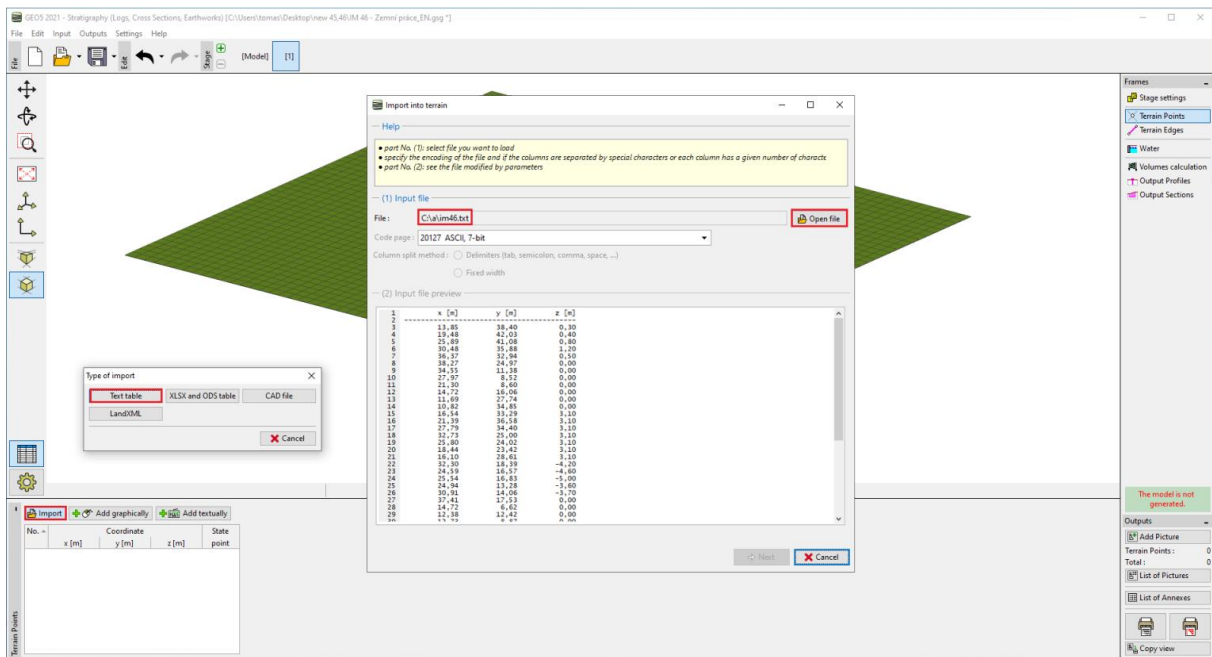 GEO5 2021 - Stratigraphy (Logs, Cross Sections, Earthworks) [C:\Users\tomas\Desktop\new 45,46\IM 46 - Zemní práce_EN.gsg *]
File Edit Input Outputs Settings Help
File
Edit
Stage
[Model] [1]
Frames
Stage settings
Terrain Points
Terrain Edges
Water
Volumes calculation
Output Profiles
Output Sections
Import into terrain
Help
• part No. (1): select file you want to load
• specify the encoding of the file and if the columns are separated by special characters or each column has a given number of characte
• part No. (2): see the file modified by parameters
(1) Input file
File : C:\a\im46.txt Open file
Code page : 20127 ASCII, 7-bit
Column split method : Delimiters (tab, semicolon, comma, space, ...)
Fixed width
(2) Input file preview
1 x [m] y [m] z [m]
2 --------------------------------------------
3 13,85 38,40 0,30
4 19,48 42,03 0,40
5 25,89 41,08 0,80
6 30,48 35,88 1,20
7 36,37 32,94 0,50
8 38,27 24,97 0,00
9 34,55 11,38 0,00
10 27,97 8,52 0,00
11 21,30 8,60 0,00
12 14,72 16,06 0,00
13 11,69 27,74 0,00
14 10,82 34,85 0,00
15 16,54 33,29 3,10
16 21,39 36,58 3,10
17 27,79 34,40 3,10
18 32,73 25,00 3,10
19 25,80 24,02 3,10
20 18,44 23,42 3,10
21 16,10 28,61 3,10
22 32,30 18,39 -4,20
23 24,59 16,57 -4,60
24 25,54 16,83 -5,00
25 24,94 13,28 -3,60
26 30,91 14,06 -3,70
27 37,41 17,53 0,00
28 14,72 6,62 0,00
29 12,38 12,42 0,00
Next Cancel
Type of import
Text table XLSX and ODS table CAD file
LandXML
Cancel
Import Add graphically Add textually
No. Coordinate State
x [m] y [m] z [m] point
Terrain Points
The model is not
generated.
Outputs
Add Picture
Terrain Points : 0
Total : 0
List of Pictures
List of Annexes
Copy view